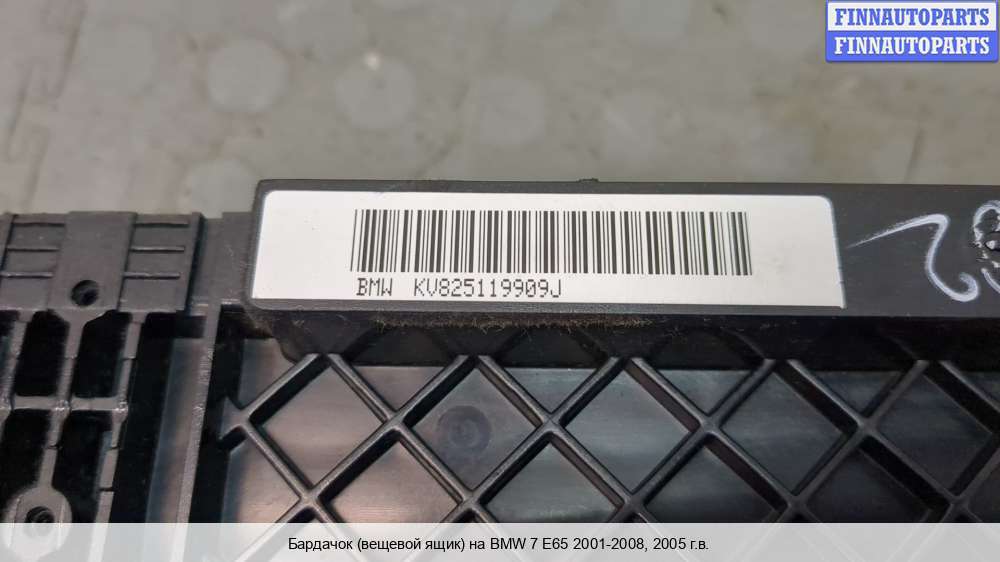 FINNAUTOPARTS
FINNAUTOPARTS
BMW KV825119909J
Бардачок (вещевой ящик) на BMW 7 E65 2001-2008, 2005 г.в.